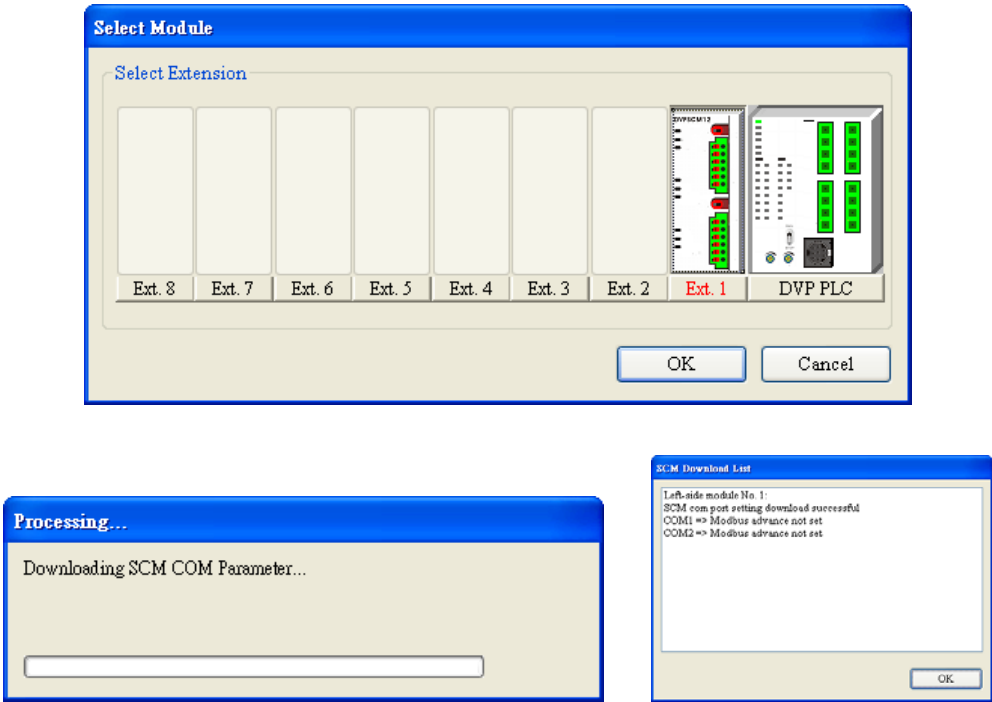 Select Module
Select Extension
DVPSCM12
Ext. 8
Ext. 7
Ext. 6
Ext. 5
Ext. 4
Ext. 3
Ext. 2
Ext. 1
DVP PLC
OK
Cancel
Processing...
Downloading SCM COM Parameter...
SCM Download List
Left-side module No. 1:
SCM com port setting download successful
COM1 => Modbus advance not set
COM2 => Modbus advance not set
OK